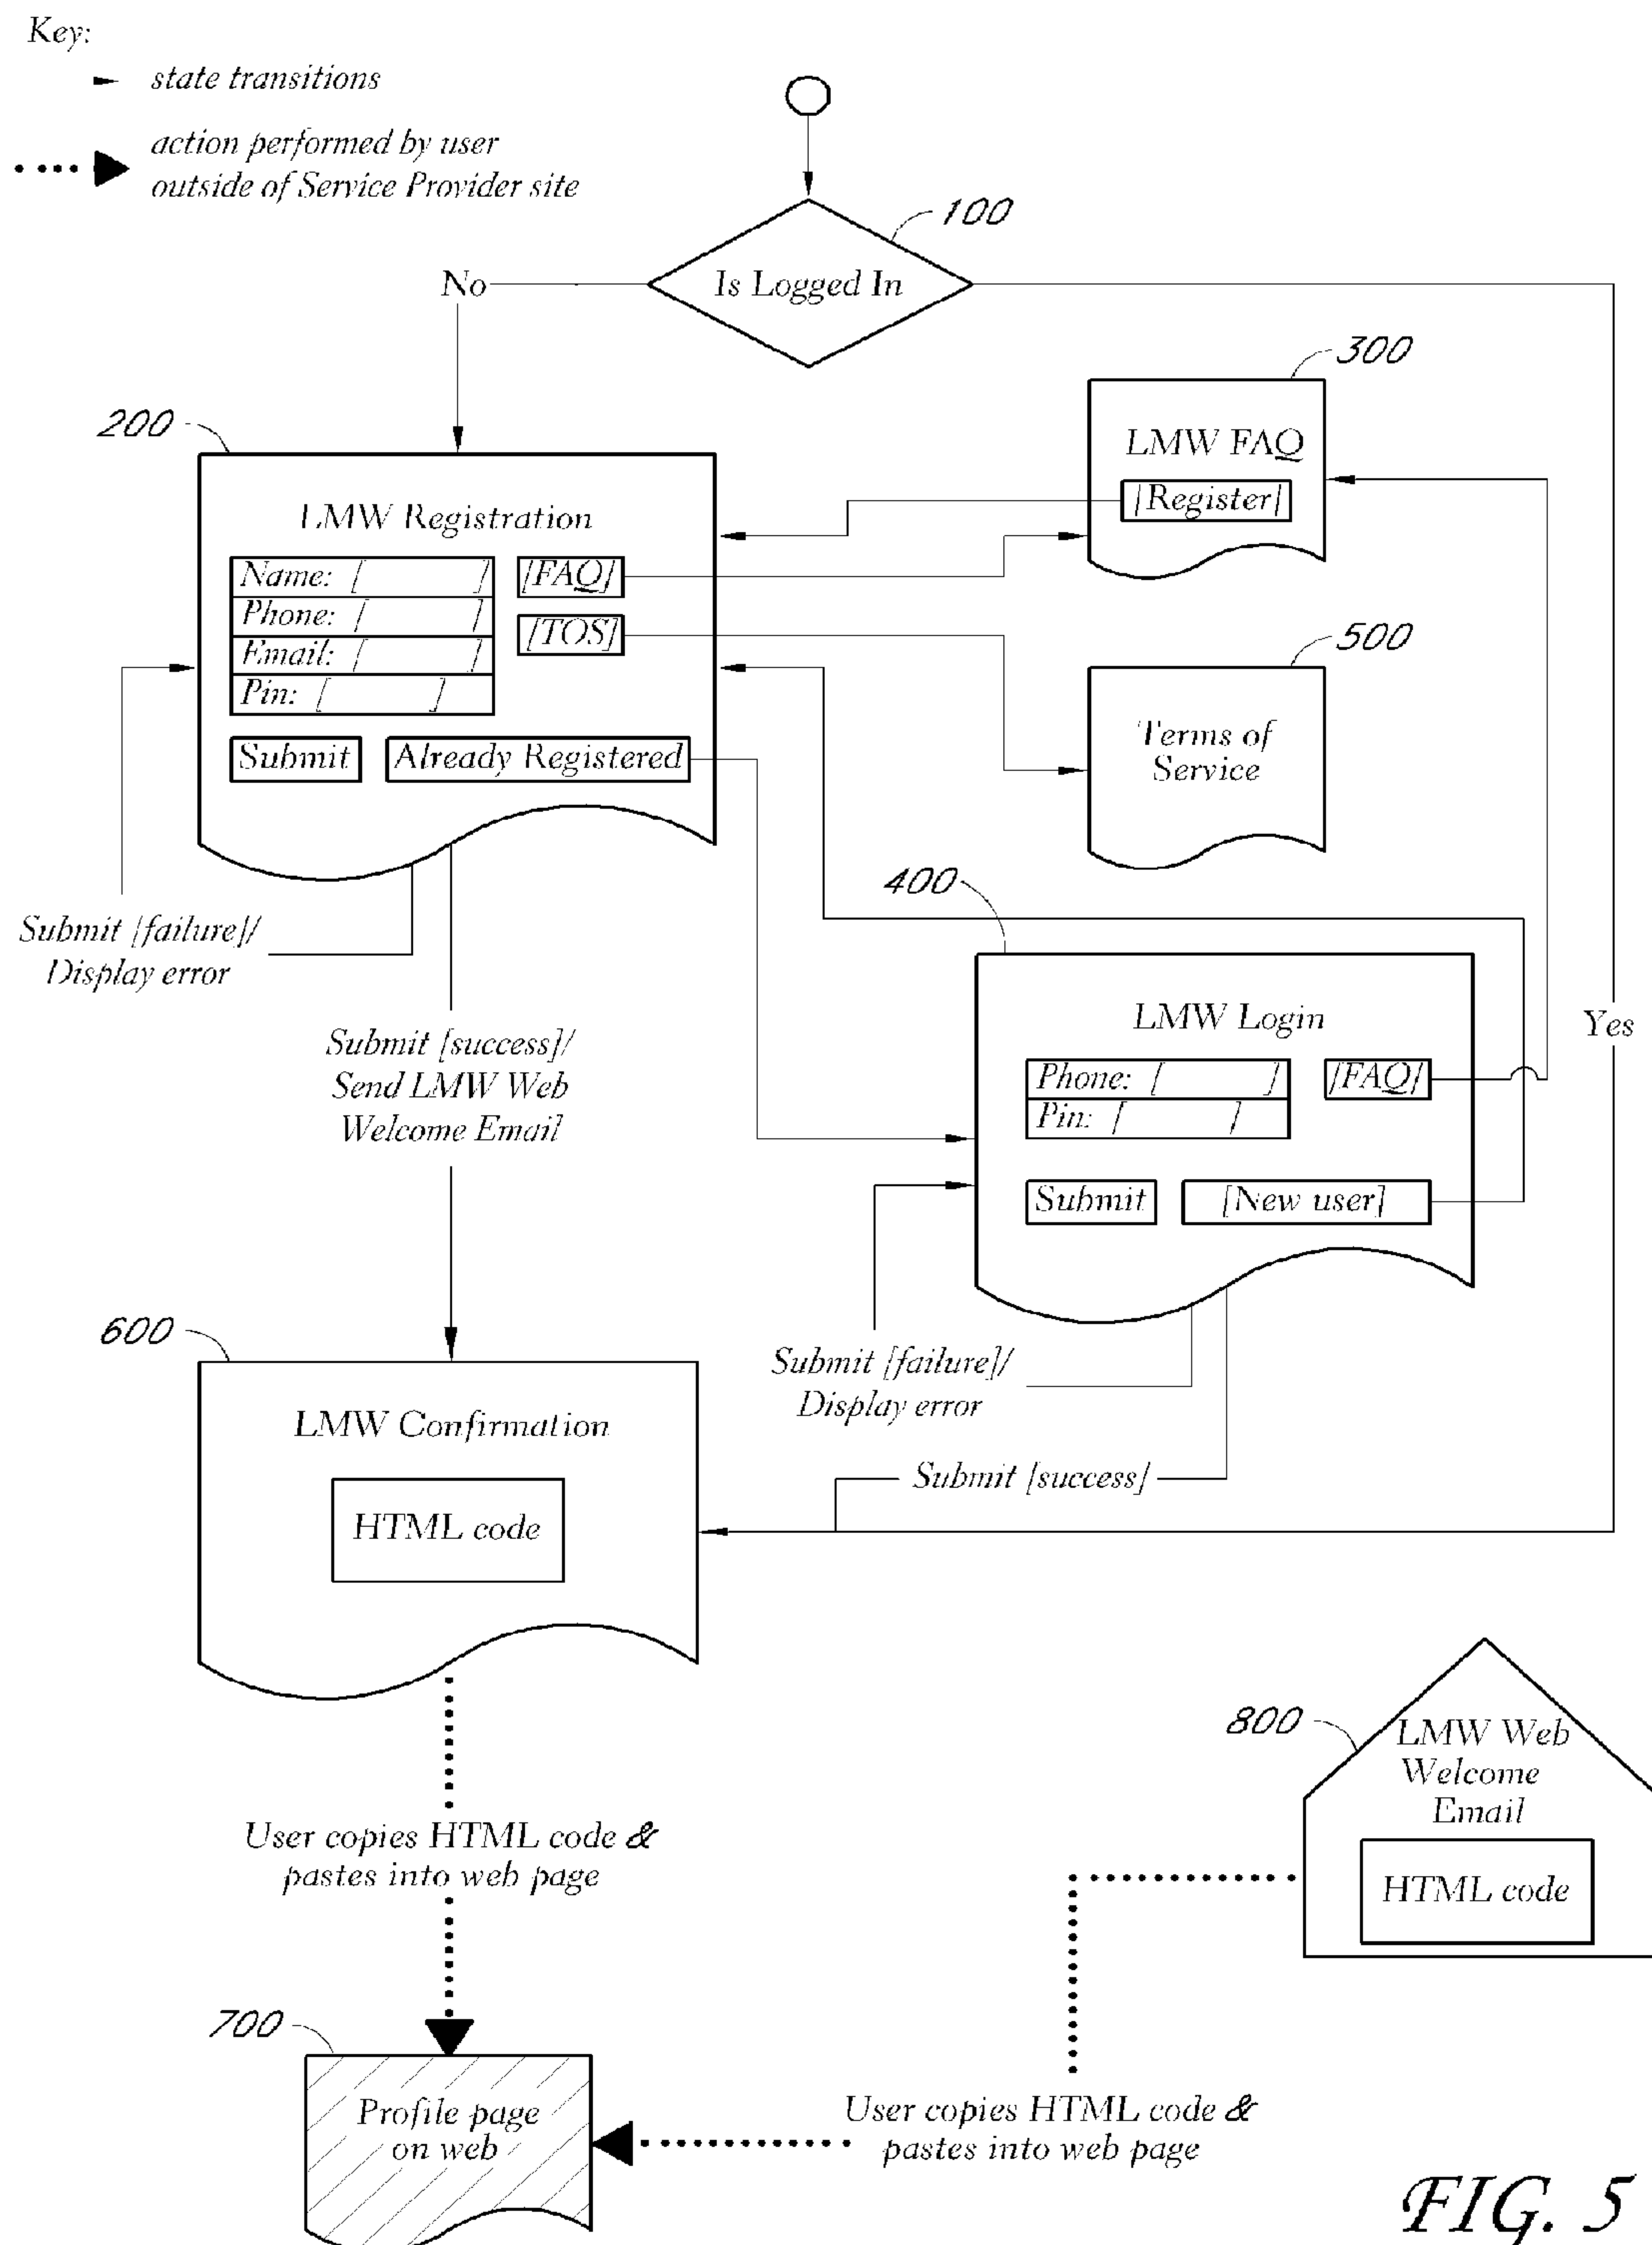 Key:
state transitions
action performed by user
outside of Service Provider site
100
Is Logged In
No
300
LMW FAQ
[Register]
200
LMW Registration
Name: [ ]
Phone: [ ]
Email: [ ]
Pin: [ ]
[FAQ]
[TOS]
Submit
Already Registered
500
Terms of
Service
Submit [failure]/
Display error
400
LMW Login
Phone: [ ]
Pin: [ ]
[FAQ]
Submit
[New user]
Yes
Submit [success]/
Send LMW Web
Welcome Email
Submit [failure]/
Display error
Submit [success]
600
LMW Confirmation
HTML code
User copies HTML code &
pastes into web page
800
LMW Web
Welcome
Email
HTML code
700
Profile page
on web
User copies HTML code &
pastes into web page
FIG. 5